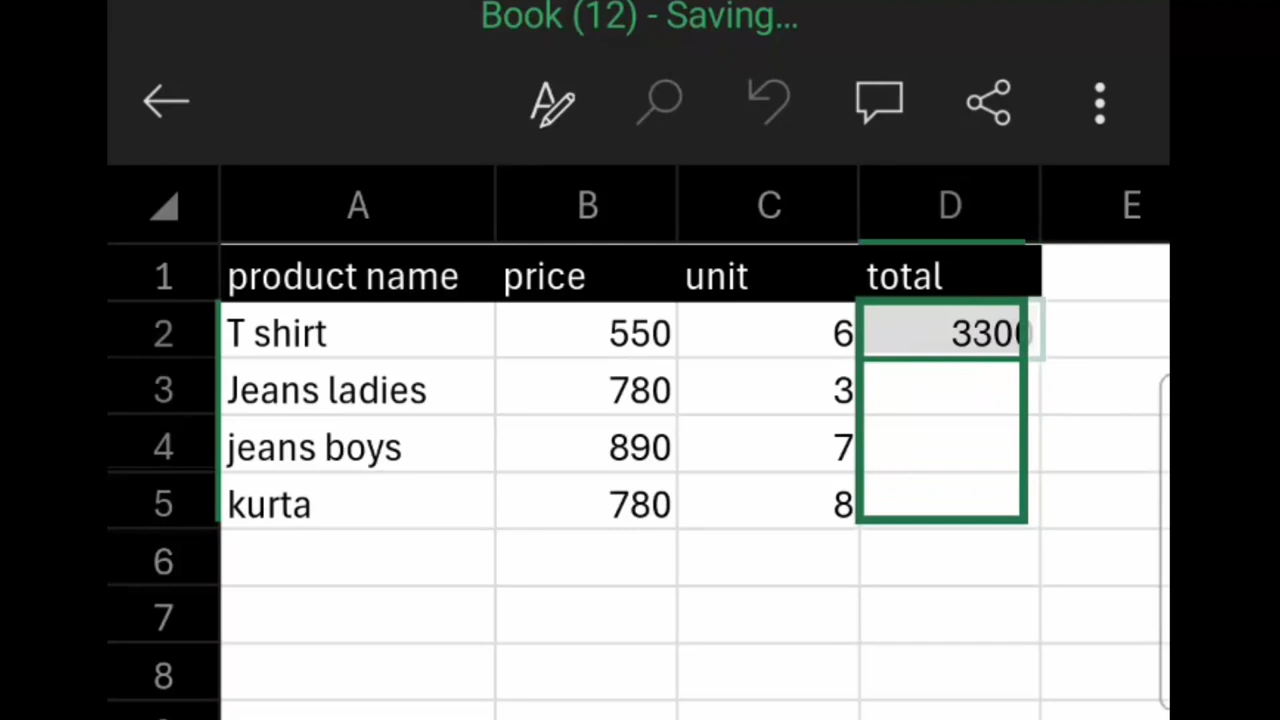 Book (12) - Saving...
A B C D E
1 product name price unit total
2 T shirt 550 6 3300
3 Jeans ladies 780 3
4 jeans boys 890 7
5 kurta 780 8
6
7
8